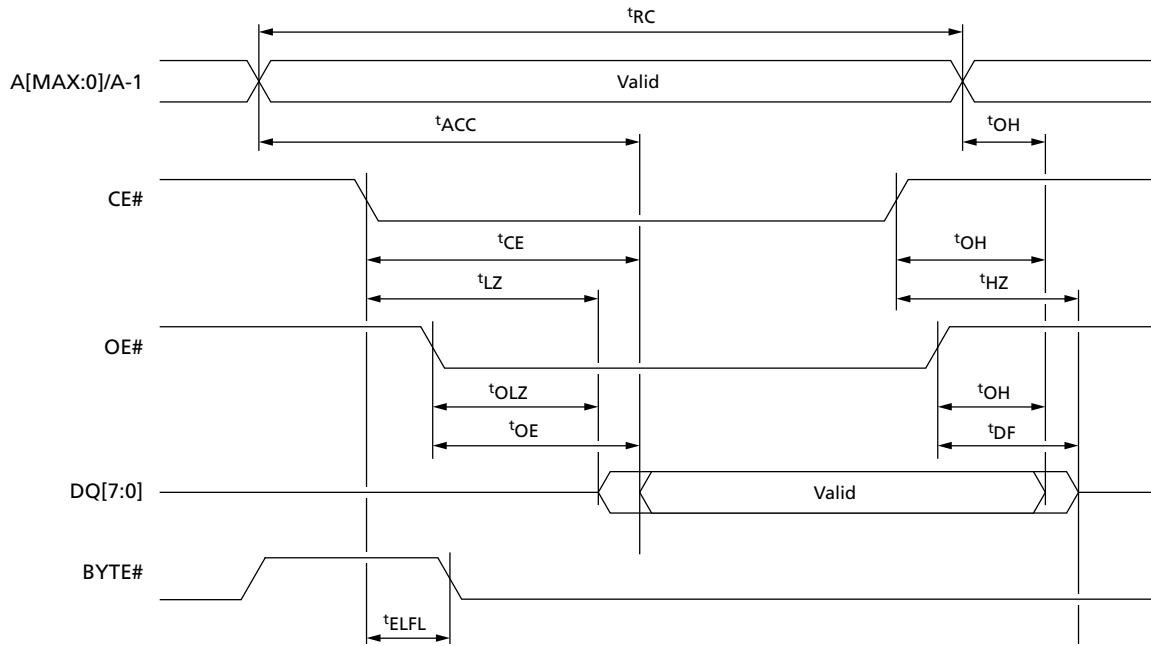 tRC
A[MAX:0]/A-1
Valid
tACC
tOH
CE#
tCE
tOH
tLZ
tHZ
OE#
tOLZ
tOH
tOE
tDF
DQ[7:0]
Valid
BYTE#
tELFL